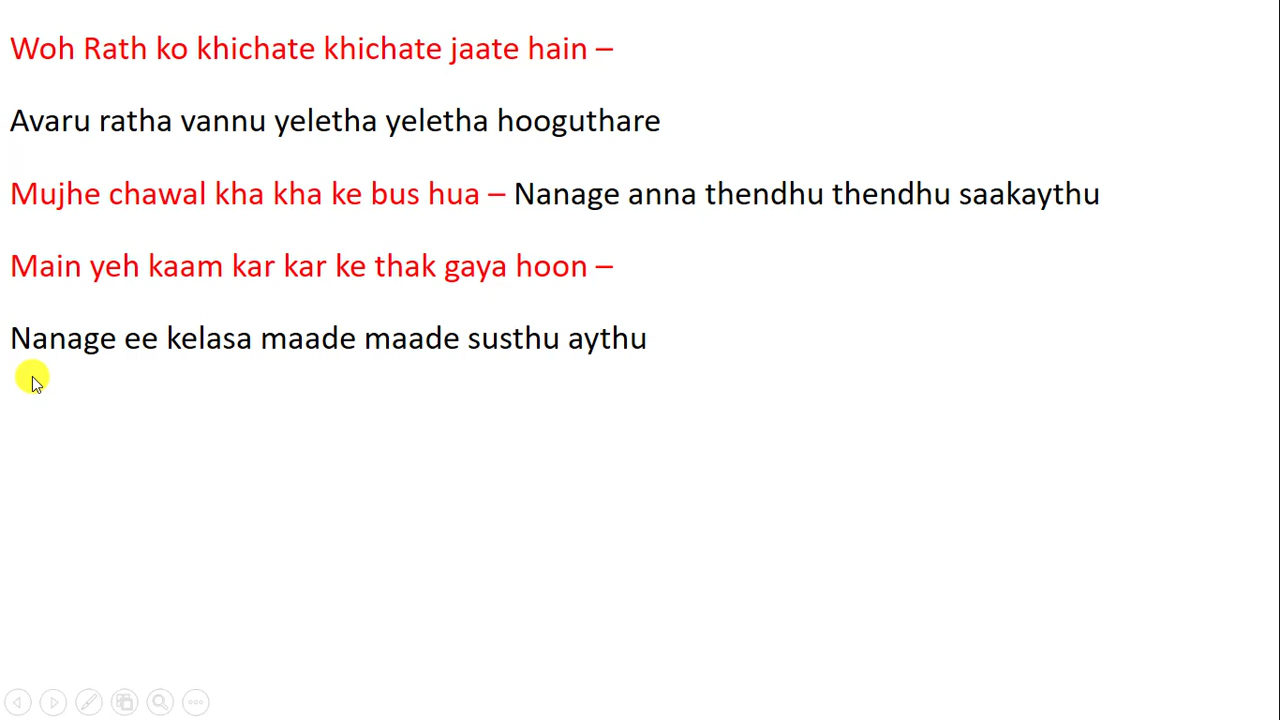 Woh Rath ko khichate khichate jaate hain –
Avaru ratha vannu yeletha yeletha hooguthare
Mujhe chawal kha kha ke bus hua – Nanage anna thendhu thendhu saakaythu
Main yeh kaam kar kar ke thak gaya hoon –
Nanage ee kelasa maade maade susthu aythu